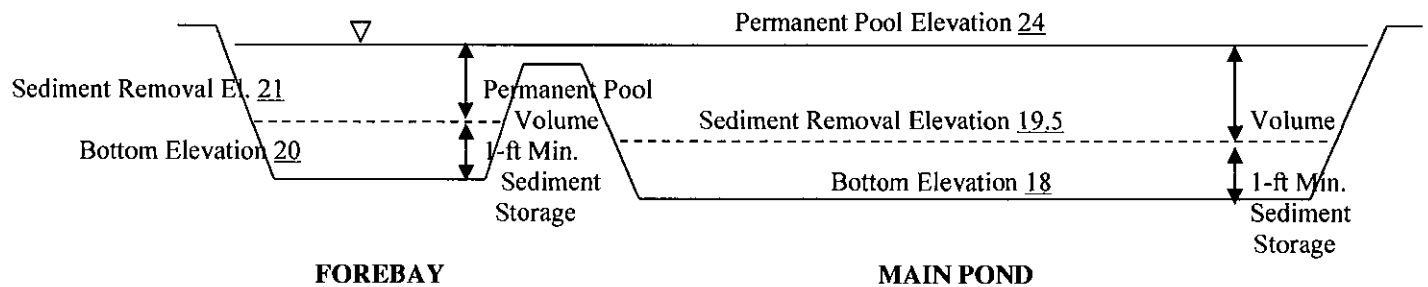 Permanent Pool Elevation 24
Sediment Removal El. 21
Permanent Pool
Volume
Sediment Removal Elevation 19.5
Volume
Bottom Elevation 20
1-ft Min.
Sediment
Storage
Bottom Elevation 18
1-ft Min.
Sediment
Storage
FOREBAY
MAIN POND